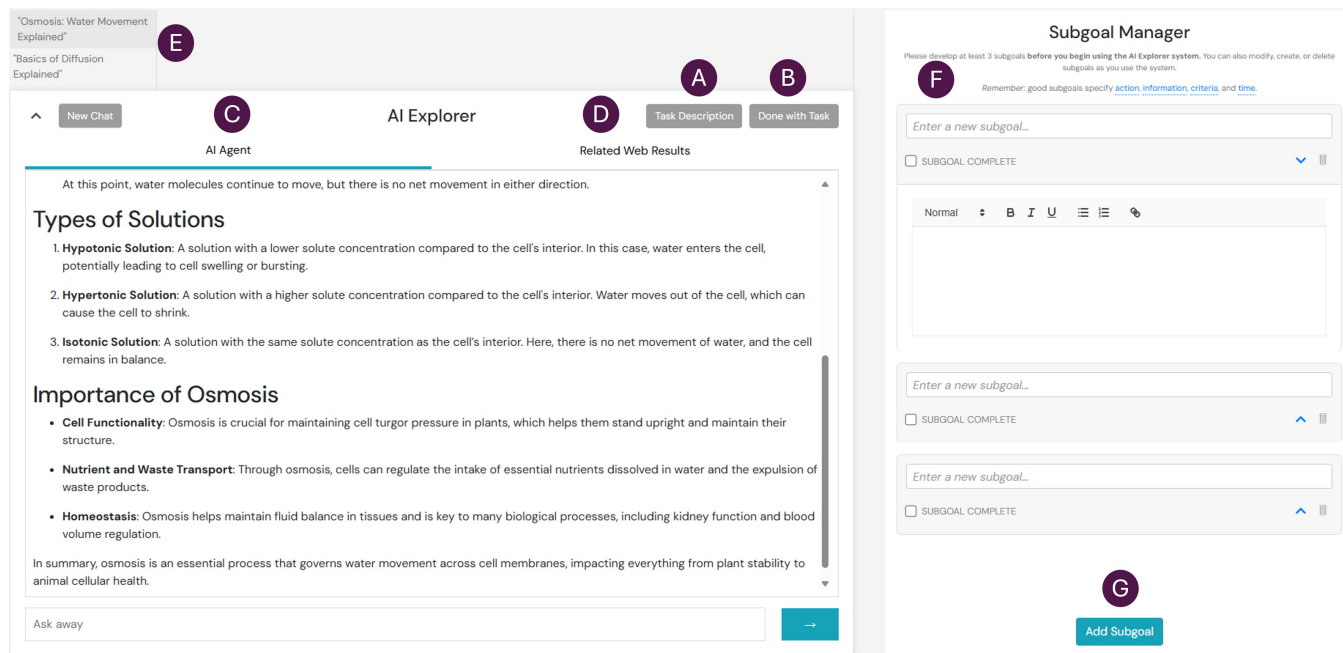 "Osmosis: Water Movement
Explained"
E
"Basics of Diffusion
Explained"
A
B
New Chat
C
AI Explorer
D
Task Description
Done with Task
AI Agent
Related Web Results
At this point, water molecules continue to move, but there is no net movement in either direction.
Types of Solutions
1. Hypotonic Solution: A solution with a lower solute concentration compared to the cell's interior. In this case, water enters the cell,
potentially leading to cell swelling or bursting.
2. Hypertonic Solution: A solution with a higher solute concentration compared to the cell's interior. Water moves out of the cell, which can
cause the cell to shrink.
3. Isotonic Solution: A solution with the same solute concentration as the cell's interior. Here, there is no net movement of water, and the cell
remains in balance.
Importance of Osmosis
• Cell Functionality: Osmosis is crucial for maintaining cell turgor pressure in plants, which helps them stand upright and maintain their
structure.
• Nutrient and Waste Transport: Through osmosis, cells can regulate the intake of essential nutrients dissolved in water and the expulsion of
waste products.
• Homeostasis: Osmosis helps maintain fluid balance in tissues and is key to many biological processes, including kidney function and blood
volume regulation.
In summary, osmosis is an essential process that governs water movement across cell membranes, impacting everything from plant stability to
animal cellular health.
Ask away
→
Subgoal Manager
Please develop at least 3 subgoals before you begin using the AI Explorer system. You can also modify, create, or delete
subgoals as you use the system.
F
Remember: good subgoals specify action, information, criteria, and time.
Enter a new subgoal...
SUBGOAL COMPLETE
Normal B I U
Enter a new subgoal...
SUBGOAL COMPLETE
Enter a new subgoal...
SUBGOAL COMPLETE
G
Add Subgoal